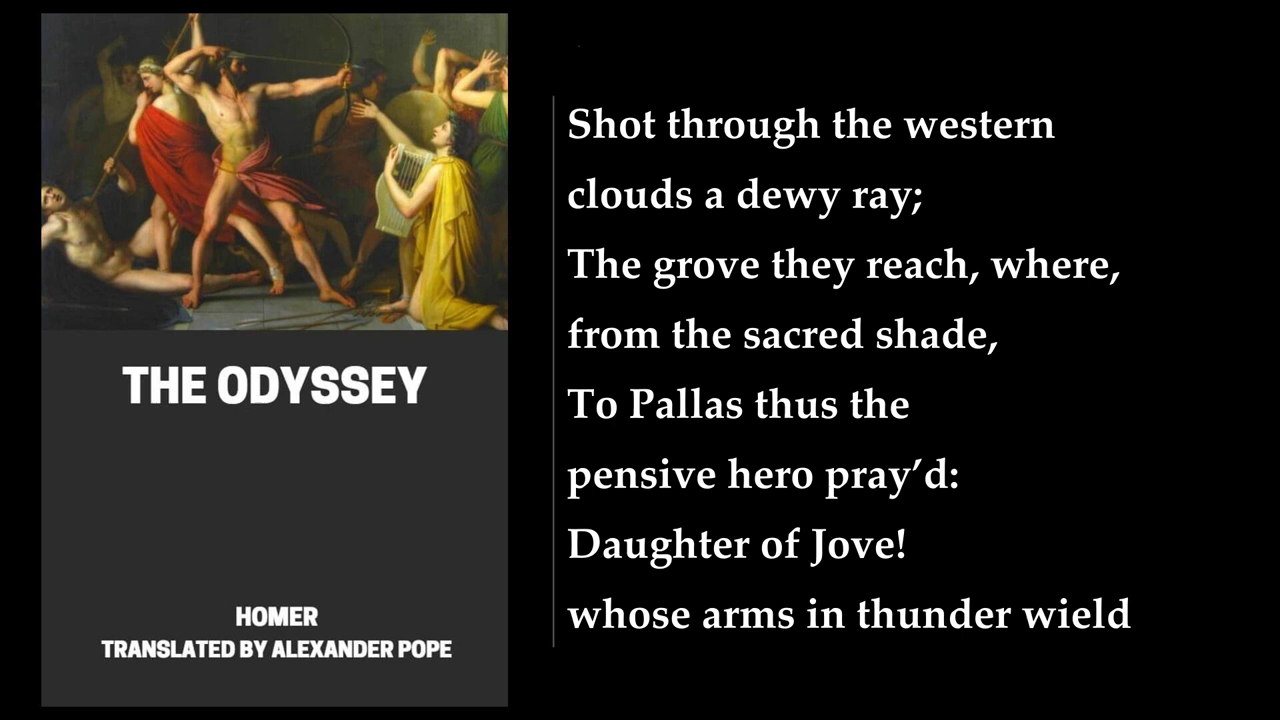 THE ODYSSEY
HOMER
TRANSLATED BY ALEXANDER POPE
Shot through the western
clouds a dewy ray;
The grove they reach, where,
from the sacred shade,
To Pallas thus the
pensive hero pray’d:
Daughter of Jove!
whose arms in thunder wield